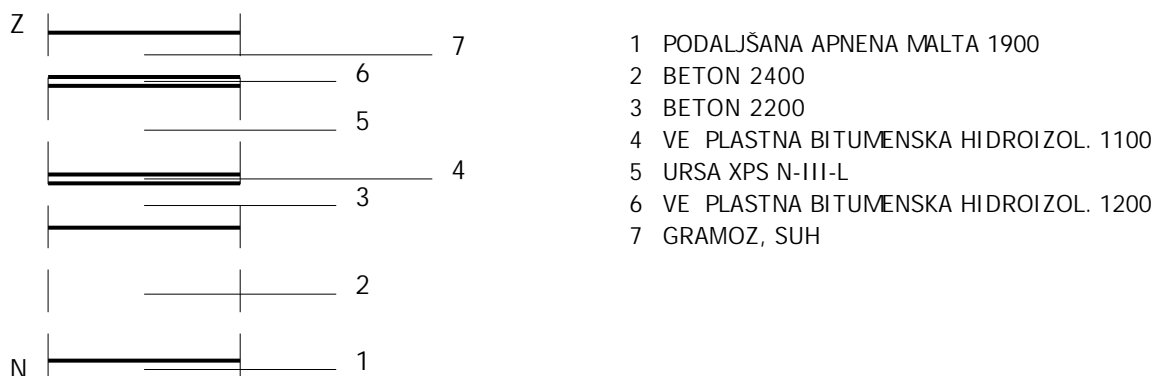 Z
7
6
5
4
3
2
1
N
1 PODALJŠANA APNENA MALTA 1900
2 BETON 2400
3 BETON 2200
4 VE PLASTNA BITUMENSKA HIDROIZOL. 1100
5 URSA XPS N-III-L
6 VE PLASTNA BITUMENSKA HIDROIZOL. 1200
7 GRAMOZ, SUH